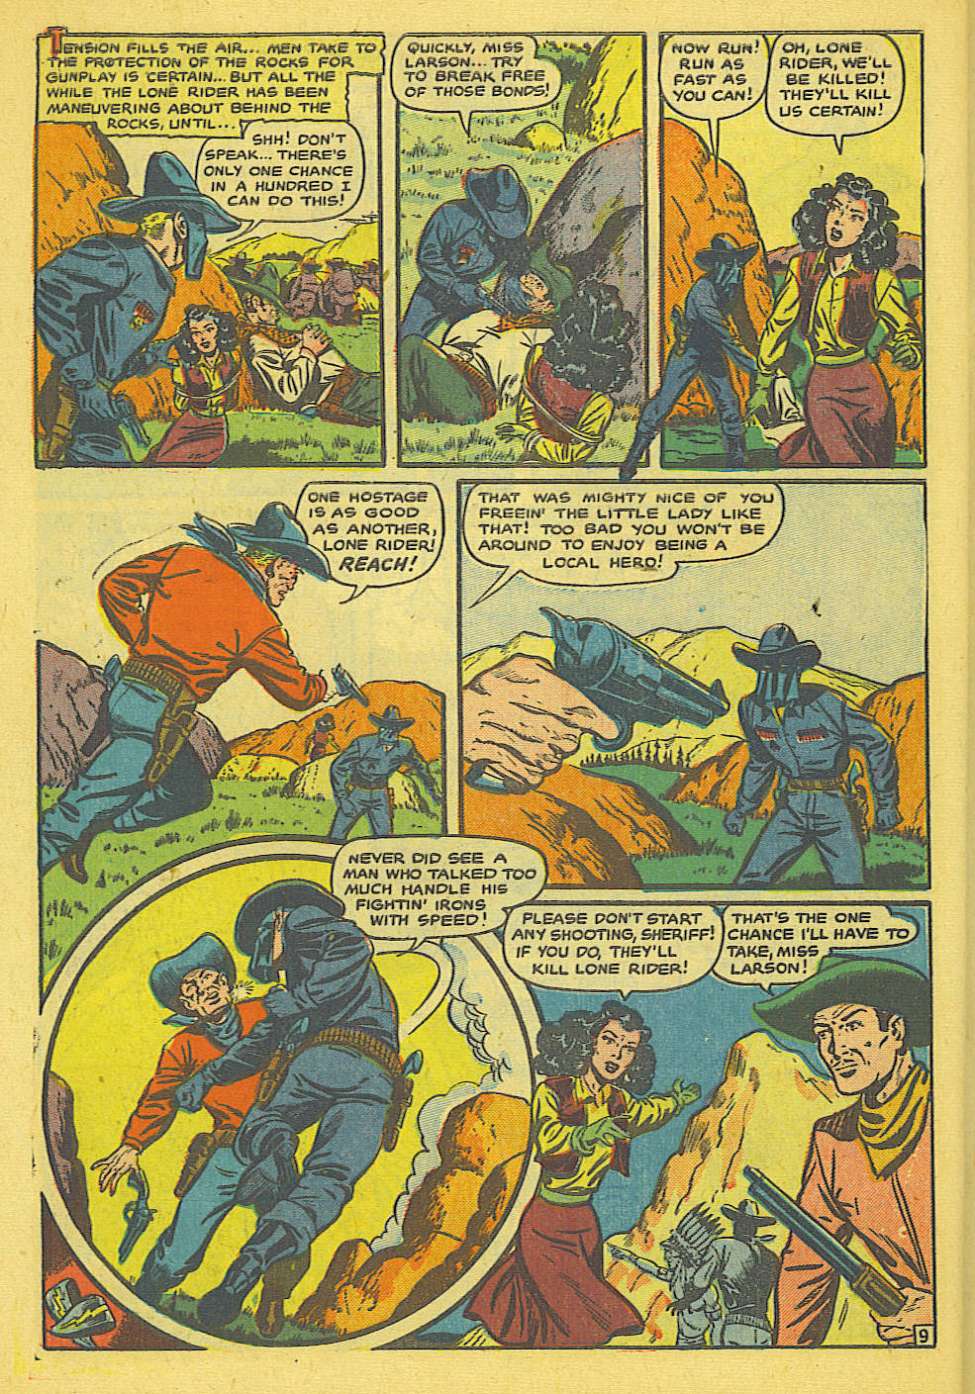 TENSION FILLS THE AIR... MEN TAKE TO
THE PROTECTION OF THE ROCKS FOR
GUNPLAY IS CERTAIN... BUT ALL THE
WHILE THE LONE RIDER HAS BEEN
MANEUVERING ABOUT BEHIND THE
ROCKS, UNTIL...
SHH! DON'T
SPEAK... THERE'S
ONLY ONE CHANCE
IN A HUNDRED I
CAN DO THIS!
QUICKLY, MISS
LARSON... TRY
TO BREAK FREE
OF THOSE BONDS!
NOW RUN!
RUN AS
FAST AS
YOU CAN!
OH, LONE
RIDER, WE'LL
BE KILLED!
THEY'LL KILL
US CERTAIN!
ONE HOSTAGE
IS AS GOOD
AS ANOTHER,
LONE RIDER!
REACH!
THAT WAS MIGHTY NICE OF YOU
FREEIN' THE LITTLE LADY LIKE
THAT! TOO BAD YOU WON'T BE
AROUND TO ENJOY BEING A
LOCAL HERO!
NEVER DID SEE A
MAN WHO TALKED TOO
MUCH HANDLE HIS
FIGHTIN' IRONS
WITH SPEED!
PLEASE DON'T START
ANY SHOOTING, SHERIFF!
IF YOU DO, THEY'LL
KILL LONE RIDER!
THAT'S THE ONE
CHANCE I'LL HAVE TO
TAKE, MISS
LARSON!
9